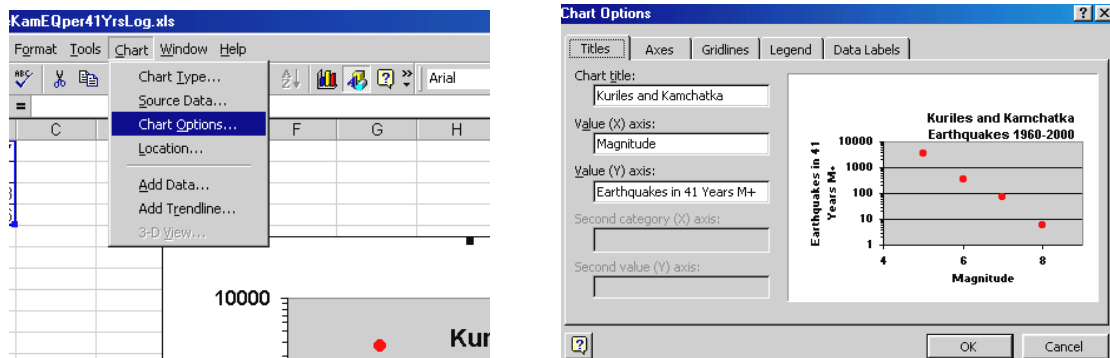 KamEQper41YrsLog.xls
Format Tools Chart Window Help
Arial
=
C F G H
Chart Type...
Source Data...
Chart Options...
Location...
Add Data...
Add Trendline...
3-D View...
10000
Kur
Chart Options
Titles Axes Gridlines Legend Data Labels
Chart title:
Kuriles and Kamchatka
Value (X) axis:
Magnitude
Value (Y) axis:
Earthquakes in 41 Years M+
Second category (X) axis:
Second value (Y) axis:
Kuriles and Kamchatka
Earthquakes 1960-2000
Earthquakes in 41
Years M+
10000
1000
100
10
1
4 6 8
Magnitude
OK Cancel